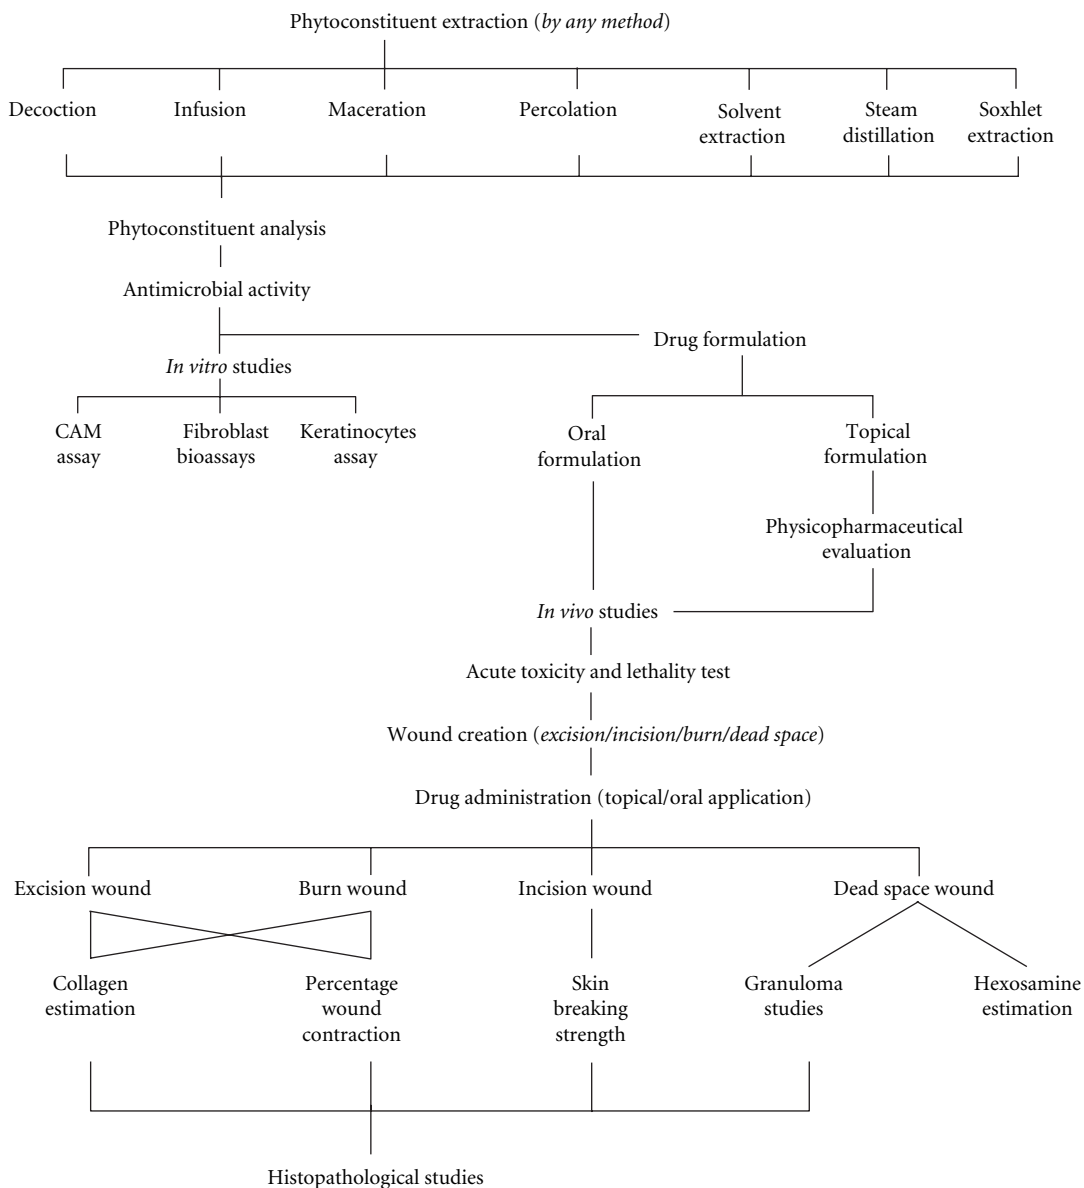 Phytoconstituent extraction (by any method)
Decoction
Infusion
Maceration
Percolation
Solvent
extraction
Steam
distillation
Soxhlet
extraction
Phytoconstituent analysis
Antimicrobial activity
Drug formulation
In vitro studies
CAM
assay
Fibroblast
bioassays
Keratinocytes
assay
Oral
formulation
Topical
formulation
Physicopharmaceutical
evaluation
In vivo studies
Acute toxicity and lethality test
Wound creation (excision/incision/burn/dead space)
Drug administration (topical/oral application)
Excision wound
Burn wound
Incision wound
Dead space wound
Collagen
estimation
Percentage
wound
contraction
Skin
breaking
strength
Granuloma
studies
Hexosamine
estimation
Histopathological studies